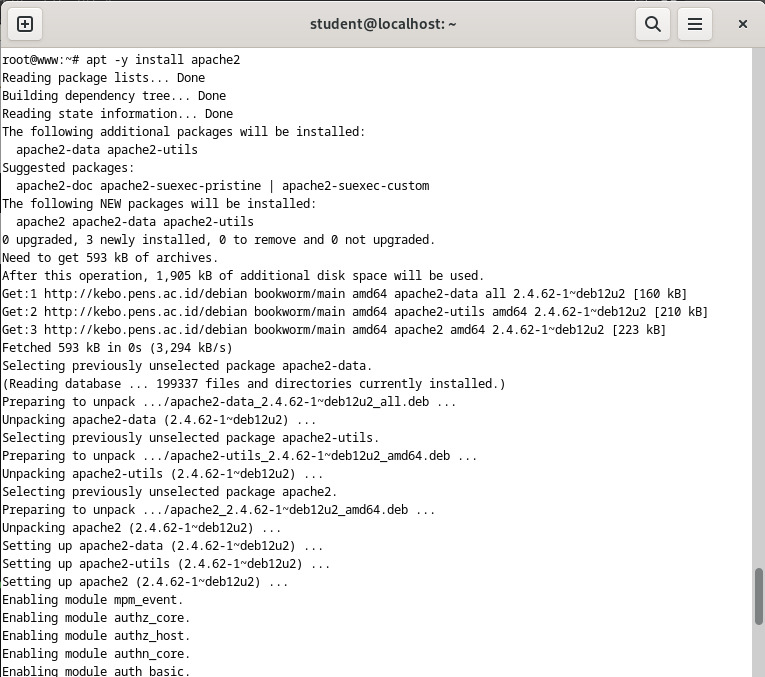 student@localhost: ~
root@www:~# apt -y install apache2
Reading package lists... Done
Building dependency tree... Done
Reading state information... Done
The following additional packages will be installed:
  apache2-data apache2-utils
Suggested packages:
  apache2-doc apache2-suexec-pristine | apache2-suexec-custom
The following NEW packages will be installed:
  apache2 apache2-data apache2-utils
0 upgraded, 3 newly installed, 0 to remove and 0 not upgraded.
Need to get 593 kB of archives.
After this operation, 1,905 kB of additional disk space will be used.
Get:1 http://kebo.pens.ac.id/debian bookworm/main amd64 apache2-data all 2.4.62-1~deb12u2 [160 kB]
Get:2 http://kebo.pens.ac.id/debian bookworm/main amd64 apache2-utils amd64 2.4.62-1~deb12u2 [210 kB]
Get:3 http://kebo.pens.ac.id/debian bookworm/main amd64 apache2 amd64 2.4.62-1~deb12u2 [223 kB]
Fetched 593 kB in 0s (3,294 kB/s)
Selecting previously unselected package apache2-data.
(Reading database ... 199337 files and directories currently installed.)
Preparing to unpack .../apache2-data_2.4.62-1~deb12u2_all.deb ...
Unpacking apache2-data (2.4.62-1~deb12u2) ...
Selecting previously unselected package apache2-utils.
Preparing to unpack .../apache2-utils_2.4.62-1~deb12u2_amd64.deb ...
Unpacking apache2-utils (2.4.62-1~deb12u2) ...
Selecting previously unselected package apache2.
Preparing to unpack .../apache2_2.4.62-1~deb12u2_amd64.deb ...
Unpacking apache2 (2.4.62-1~deb12u2) ...
Setting up apache2-data (2.4.62-1~deb12u2) ...
Setting up apache2-utils (2.4.62-1~deb12u2) ...
Setting up apache2 (2.4.62-1~deb12u2) ...
Enabling module mpm_event.
Enabling module authz_core.
Enabling module authz_host.
Enabling module authn_core.
Enabling module auth_basic.